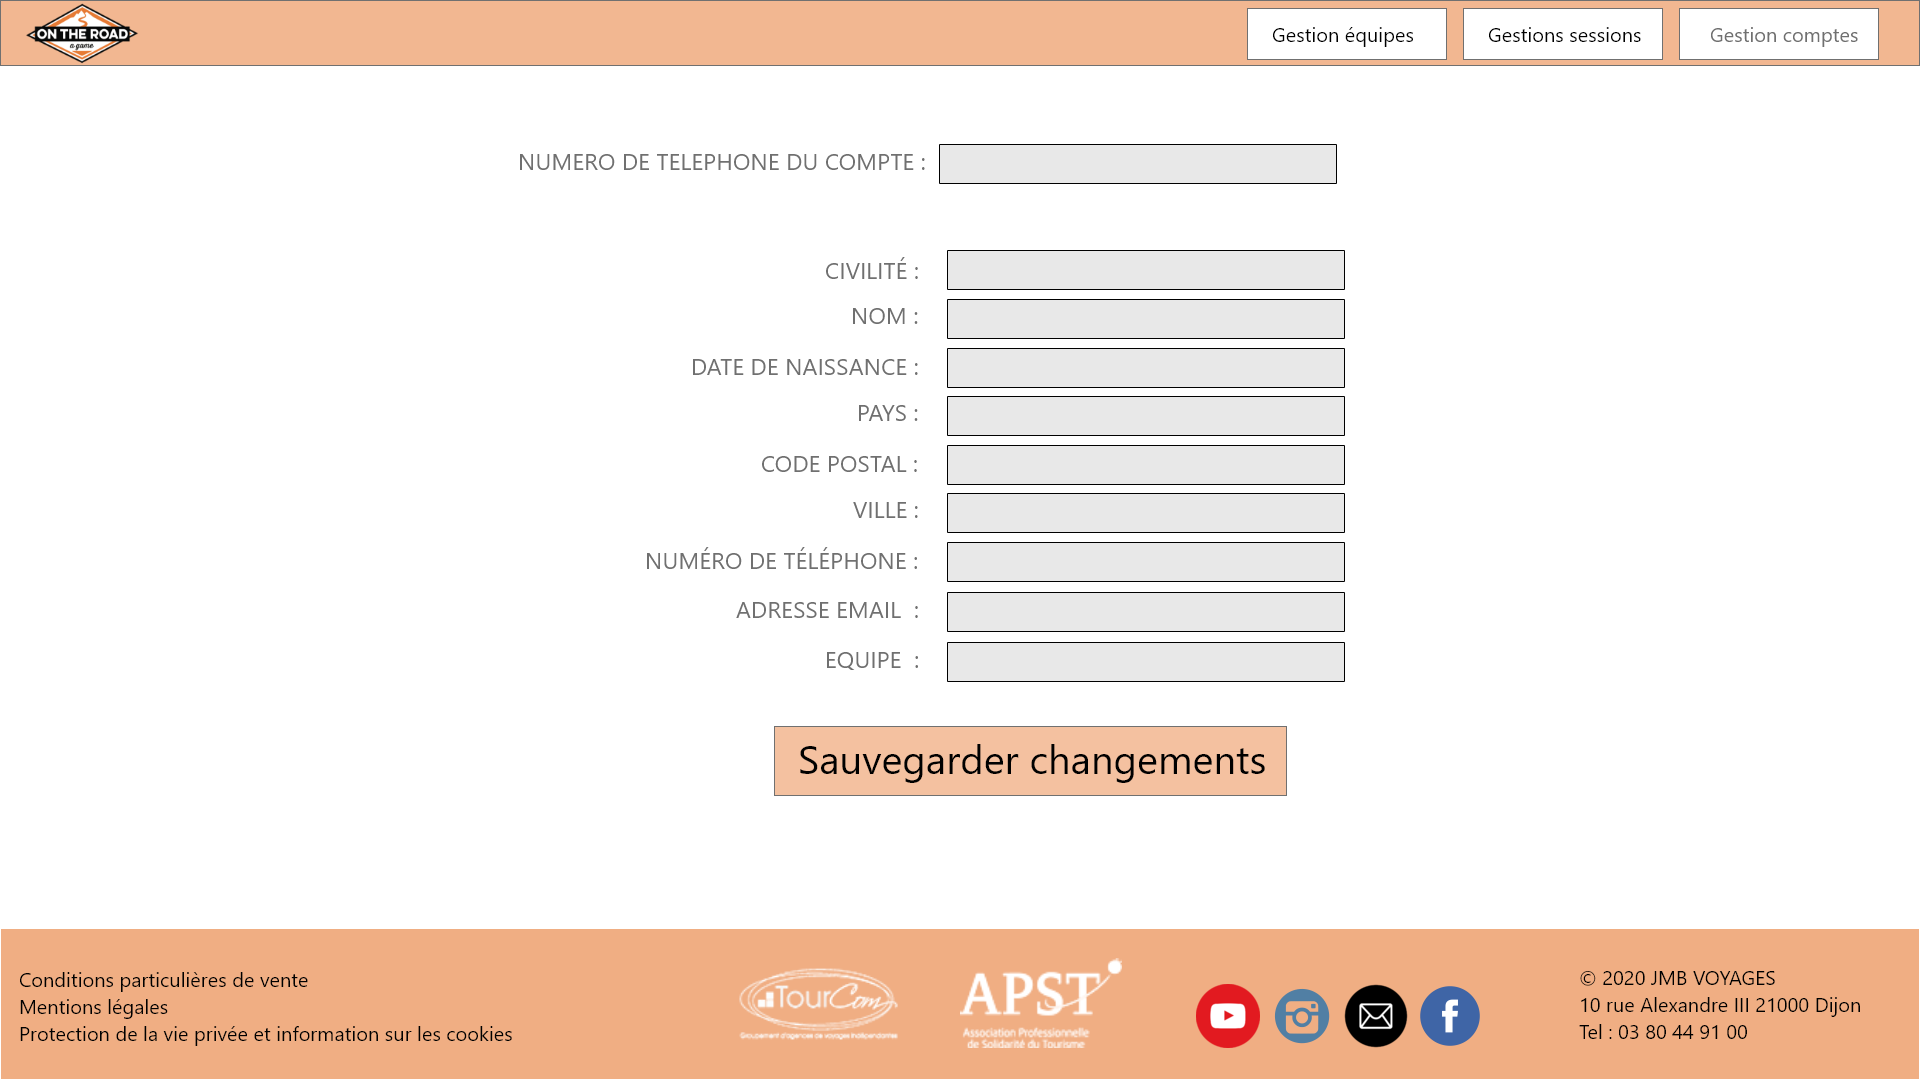 ON THE ROAD
a game
Gestion équipes
Gestions sessions
Gestion comptes
NUMERO DE TELEPHONE DU COMPTE :
CIVILITÉ :
NOM :
DATE DE NAISSANCE :
PAYS :
CODE POSTAL :
VILLE :
NUMÉRO DE TÉLÉPHONE :
ADRESSE EMAIL :
EQUIPE :
Sauvegarder changements
Conditions particulières de vente
Mentions légales
Protection de la vie privée et information sur les cookies
TourCom
Groupement d'agences de voyages indépendantes
APST
Association Professionnelle
de Solidarité du Tourisme
© 2020 JMB VOYAGES
10 rue Alexandre III 21000 Dijon
Tel : 03 80 44 91 00